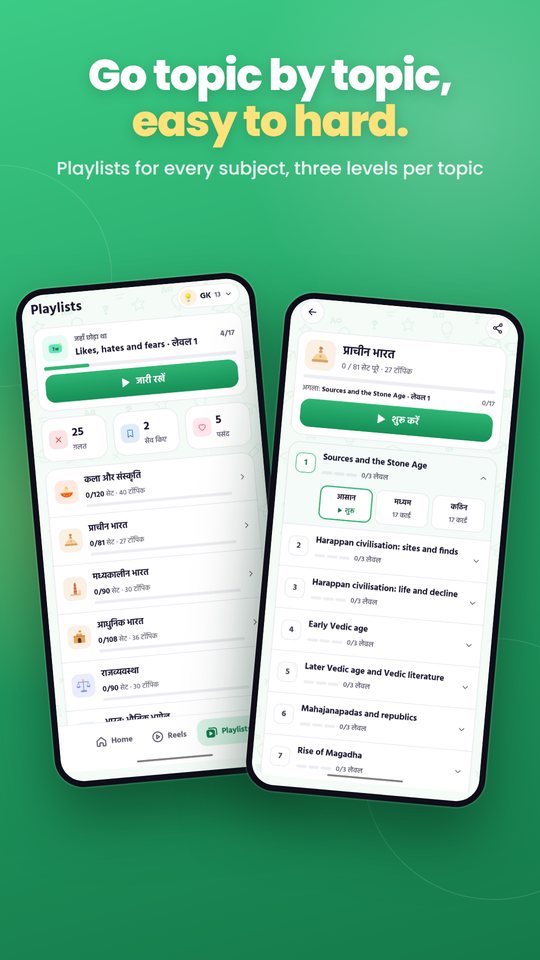 Go topic by topic,
easy to hard.
Playlists for every subject, three levels per topic
Playlists
GK 13
जहाँ छोड़ा था
Likes, hates and fears · लेवल 1
4/17
जारी रखें
25
गलत
2
सेव किए
5
पसंद
कला और संस्कृति
0/120 सेट · 40 टॉपिक
प्राचीन भारत
0/81 सेट · 27 टॉपिक
मध्यकालीन भारत
0/90 सेट · 30 टॉपिक
आधुनिक भारत
0/108 सेट · 36 टॉपिक
राजव्यवस्था
0/90 सेट · 30 टॉपिक
Home
Reels
Playlists
प्राचीन भारत
0 / 81 सेट पूरे · 27 टॉपिक
अगला: Sources and the Stone Age · लेवल 1
0/17
शुरू करें
1
Sources and the Stone Age
0/3 लेवल
आसान
शुरू
मध्यम
17 कार्ड
कठिन
17 कार्ड
2
Harappan civilisation: sites and finds
0/3 लेवल
3
Harappan civilisation: life and decline
0/3 लेवल
4
Early Vedic age
0/3 लेवल
5
Later Vedic age and Vedic literature
0/3 लेवल
6
Mahajanapadas and republics
0/3 लेवल
7
Rise of Magadha
0/3 लेवल